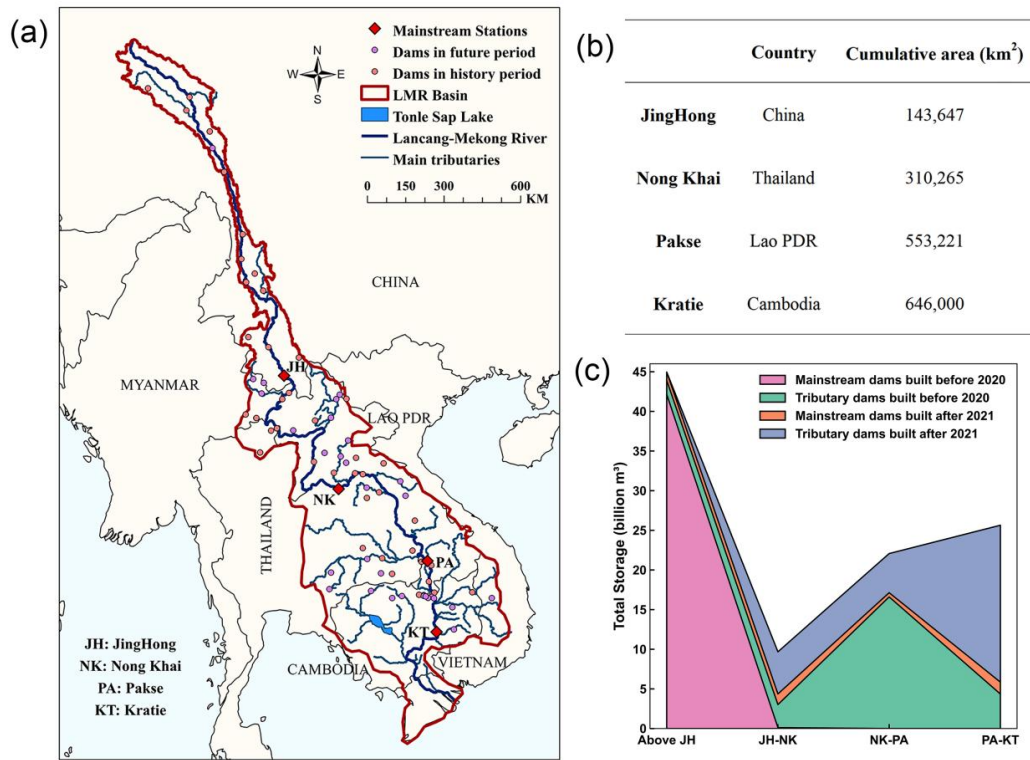 (a)
N
W E
S
Mainstream Stations
Dams in future period
Dams in history period
LMR Basin
Tonle Sap Lake
Lancang-Mekong River
Main tributaries
0 150 300 600
KM
CHINA
MYANMAR
JH
LAO PDR
NK
THAILAND
PA
KT
CAMBODIA
VIETNAM
JH: JingHong
NK: Nong Khai
PA: Pakse
KT: Kratie
(b)
Country Cumulative area (km²)
JingHong China 143,647
Nong Khai Thailand 310,265
Pakse Lao PDR 553,221
Kratie Cambodia 646,000
(c)
Mainstream dams built before 2020
Tributary dams built before 2020
Mainstream dams built after 2021
Tributary dams built after 2021
Total Storage (billion m³)
45
40
35
30
25
20
15
10
5
0
Above JH JH-NK NK-PA PA-KT